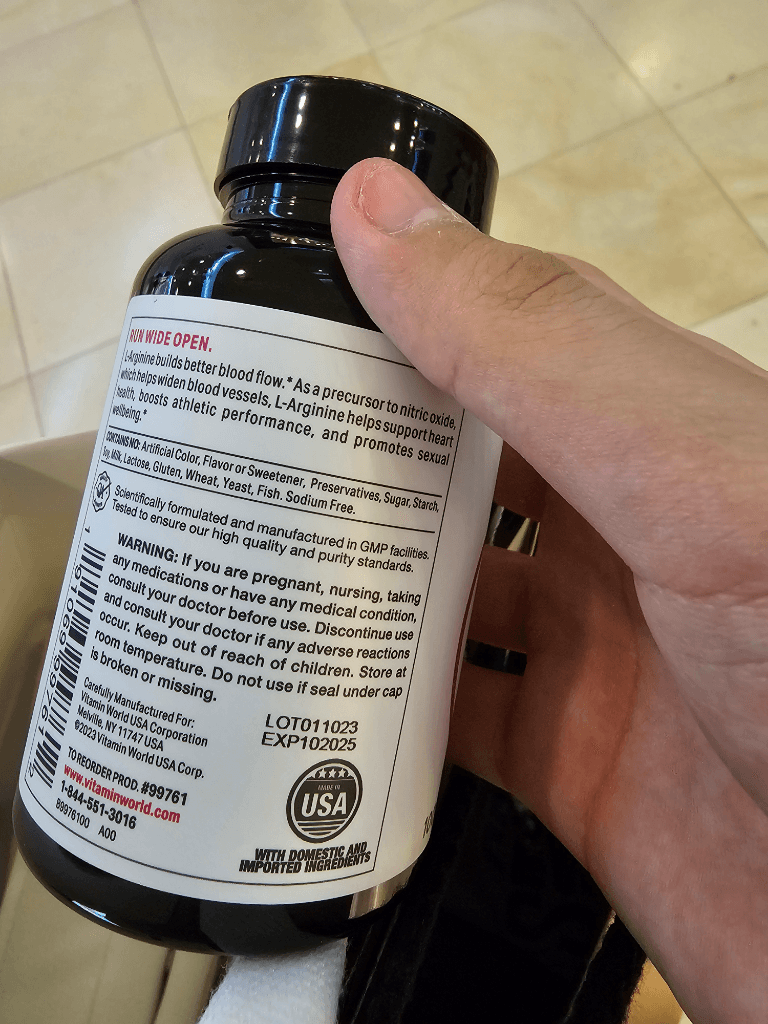 RUN WIDE OPEN.
L-Arginine builds better blood flow.* As a precursor to nitric oxide,
which helps widen blood vessels, L-Arginine helps support heart
health, boosts athletic performance, and promotes sexual
wellbeing.*
CONTAINS NO: Artificial Color, Flavor or Sweetener, Preservatives, Sugar, Starch,
Soy, Milk, Lactose, Gluten, Wheat, Yeast, Fish. Sodium Free.
Scientifically formulated and manufactured in GMP facilities.
Tested to ensure our high quality and purity standards.
WARNING: If you are pregnant, nursing, taking
any medications or have any medical condition,
consult your doctor before use. Discontinue use
and consult your doctor if any adverse reactions
occur. Keep out of reach of children. Store at
room temperature. Do not use if seal under cap
is broken or missing.
Carefully Manufactured For:
Vitamin World USA Corporation
Melville, NY 11747 USA
©2023 Vitamin World USA Corp.
TO REORDER PROD. #99761
www.vitaminworld.com
1-844-551-3016
B9976100 A00
LOT011023
EXP102025
MADE IN
USA
WITH DOMESTIC AND
IMPORTED INGREDIENTS